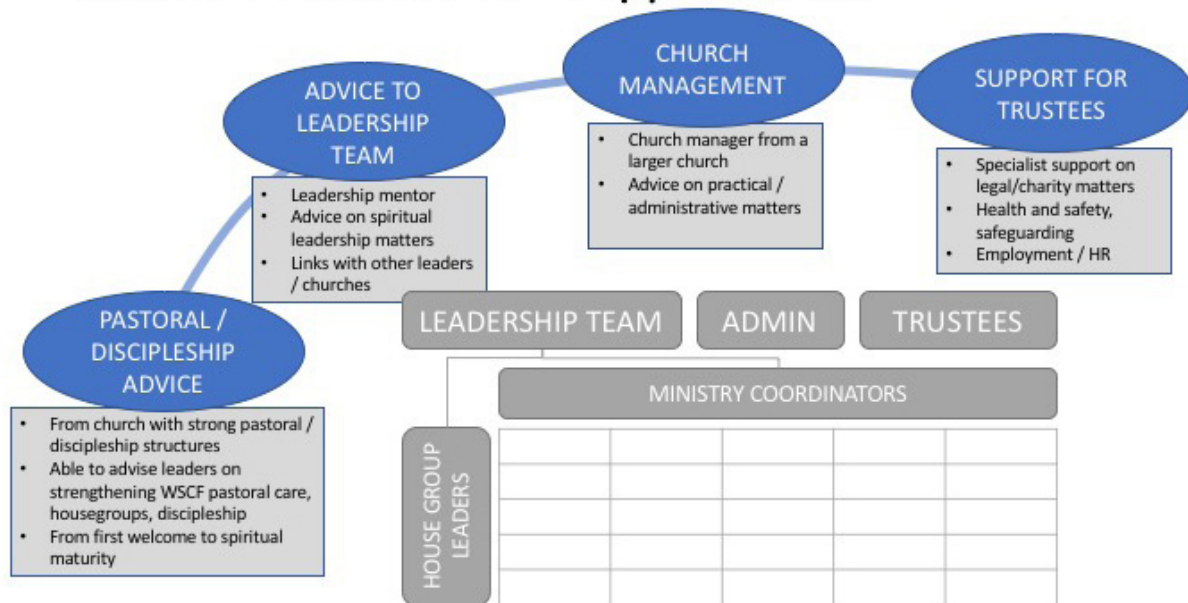 CHURCH
MANAGEMENT
• Church manager from a
larger church
• Advice on practical /
administrative matters
ADVICE TO
LEADERSHIP
TEAM
• Leadership mentor
• Advice on spiritual
leadership matters
• Links with other leaders
/ churches
SUPPORT FOR
TRUSTEES
• Specialist support on
legal/charity matters
• Health and safety,
safeguarding
• Employment / HR
PASTORAL /
DISCIPLESHIP
ADVICE
• From church with strong pastoral /
discipleship structures
• Able to advise leaders on
strengthening WSCF pastoral care,
housegroups, discipleship
• From first welcome to spiritual
maturity
LEADERSHIP TEAM
ADMIN
TRUSTEES
MINISTRY COORDINATORS
HOUSE GROUP
LEADERS